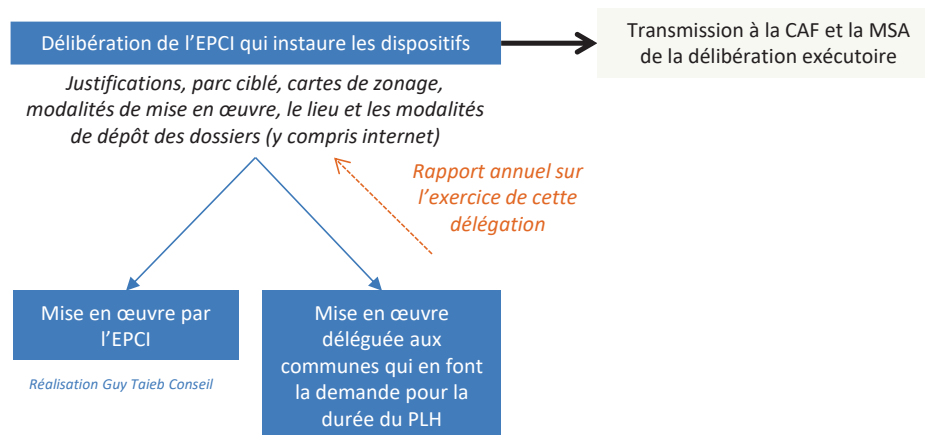 Délibération de l’EPCI qui instaure les dispositifs
Transmission à la CAF et la MSA
de la délibération exécutoire
Justifications, parc ciblé, cartes de zonage,
modalités de mise en œuvre, le lieu et les modalités
de dépôt des dossiers (y compris internet)
Rapport annuel sur
l’exercice de cette
délégation
Mise en œuvre par
l’EPCI
Mise en œuvre
déléguée aux
communes qui en font
la demande pour la
durée du PLH
Réalisation Guy Taieb Conseil